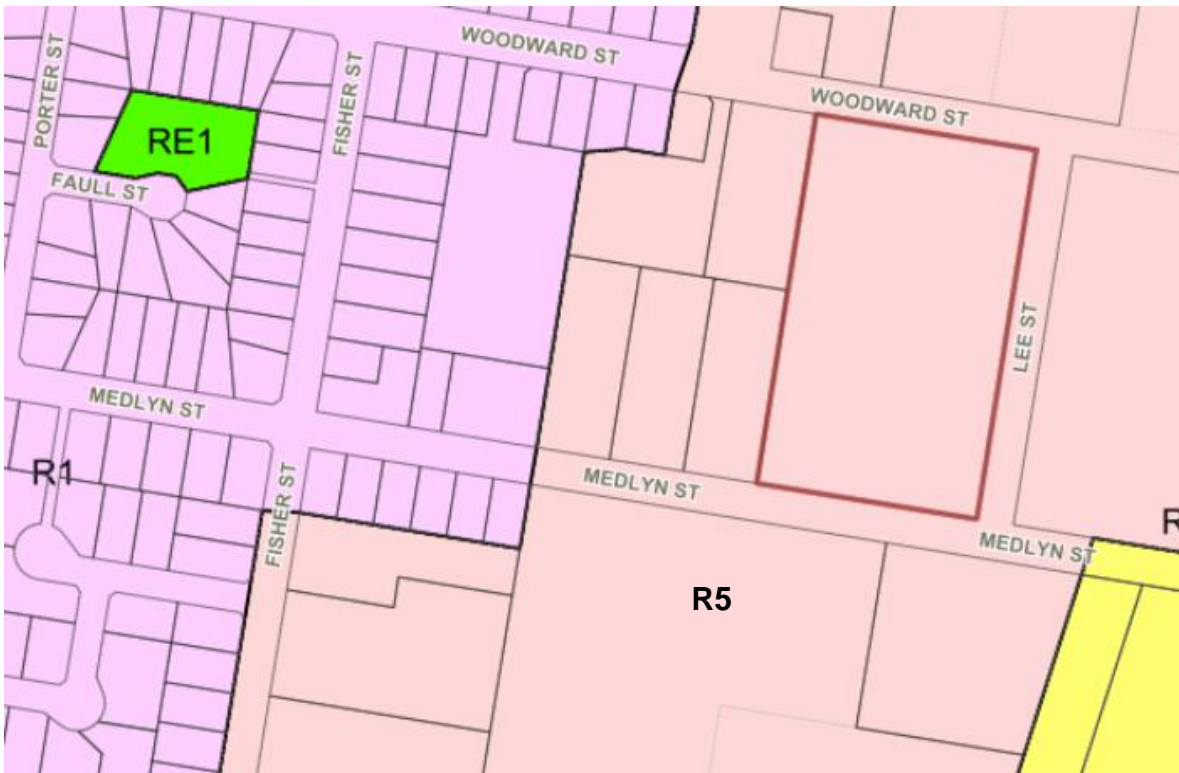 WOODWARD ST
WOODWARD ST
PORTER ST
FISHER ST
RE1
FAULL ST
LEE ST
MEDLYN ST
R1
MEDLYN ST
FISHER ST
R
MEDLYN ST
R5